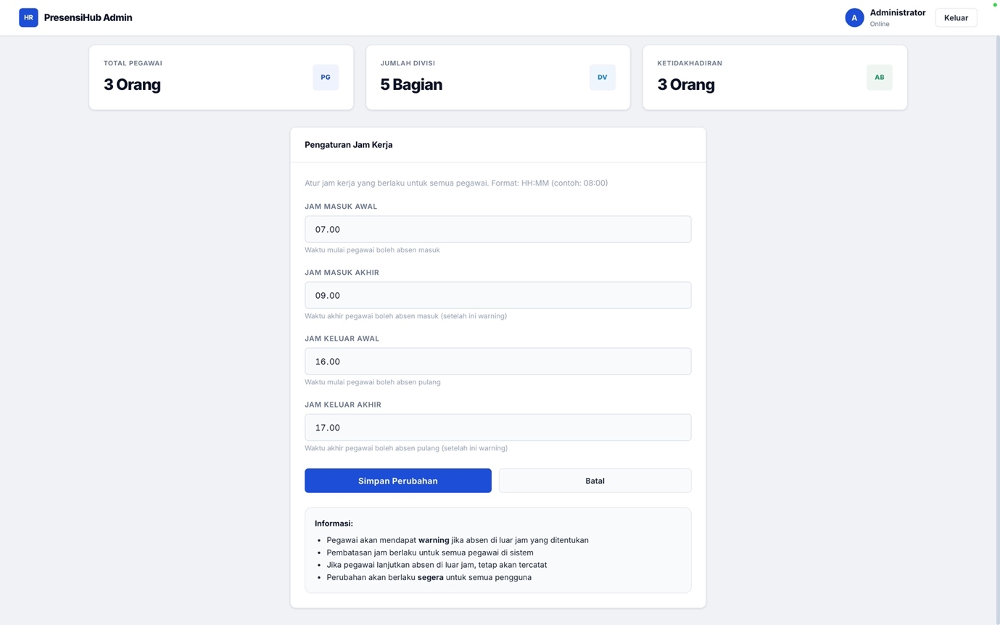 HR PresensiHub Admin
A Administrator
Online
Keluar
TOTAL PEGAWAI
3 Orang
PG
JUMLAH DIVISI
5 Bagian
DV
KETIDAKHADIRAN
3 Orang
AB
Pengaturan Jam Kerja
Atur jam kerja yang berlaku untuk semua pegawai. Format: HH:MM (contoh: 08:00)
JAM MASUK AWAL
07.00
Waktu mulai pegawai boleh absen masuk
JAM MASUK AKHIR
09.00
Waktu akhir pegawai boleh absen masuk (setelah ini warning)
JAM KELUAR AWAL
16.00
Waktu mulai pegawai boleh absen pulang
JAM KELUAR AKHIR
17.00
Waktu akhir pegawai boleh absen pulang (setelah ini warning)
Simpan Perubahan
Batal
Informasi:
• Pegawai akan mendapat warning jika absen di luar jam yang ditentukan
• Pembatasan jam berlaku untuk semua pegawai di sistem
• Jika pegawai lanjutkan absen di luar jam, tetap akan tercatat
• Perubahan akan berlaku segera untuk semua pengguna